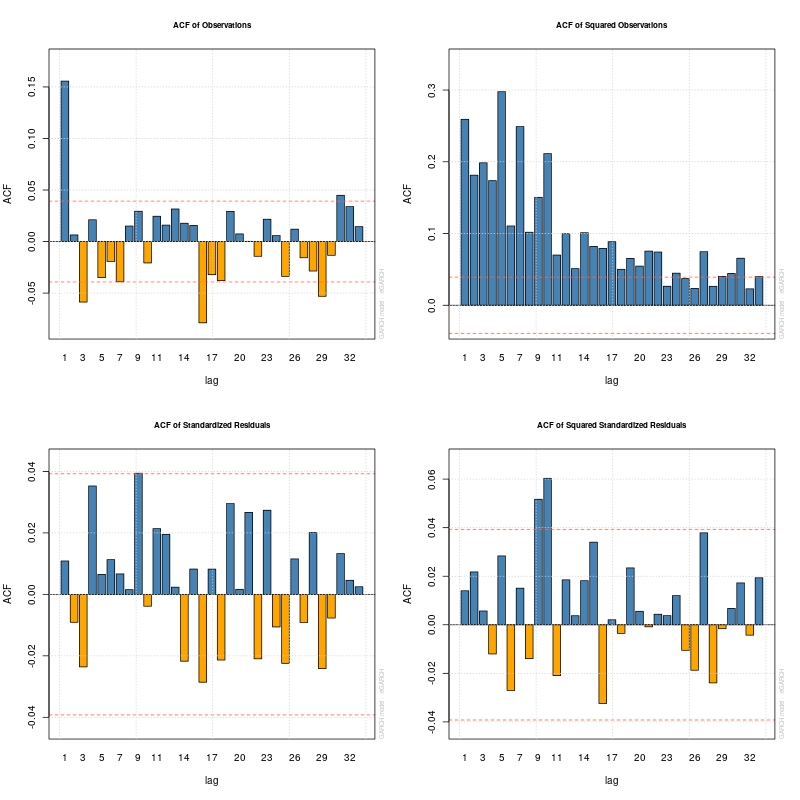 ACF of Observations
ACF
0.15
0.10
0.05
0.00
-0.05
1 3 5 7 9 11 14 17 20 23 26 29 32
lag
GARCH model : eGARCH
ACF of Squared Observations
ACF
0.3
0.2
0.1
0.0
1 3 5 7 9 11 14 17 20 23 26 29 32
lag
GARCH model : eGARCH
ACF of Standardized Residuals
ACF
0.04
0.02
0.00
-0.02
-0.04
1 3 5 7 9 11 14 17 20 23 26 29 32
lag
GARCH model : eGARCH
ACF of Squared Standardized Residuals
ACF
0.06
0.04
0.02
0.00
-0.02
-0.04
1 3 5 7 9 11 14 17 20 23 26 29 32
lag
GARCH model : eGARCH